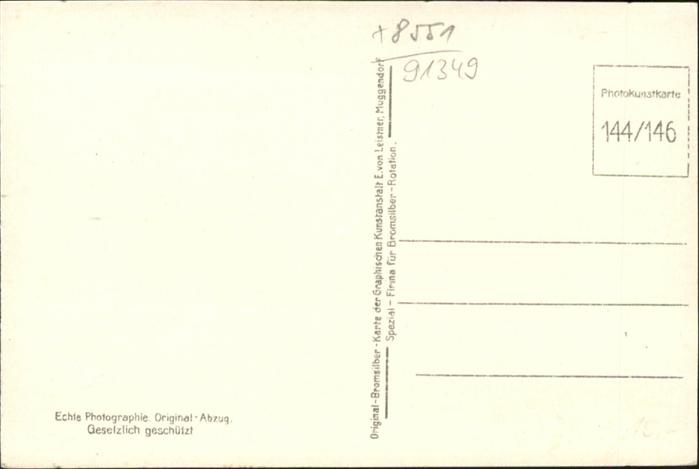 +8551
91349
Photokunstkarte
144/146
Original-Bromsilber-Karte der Graphischen Kunstanstalt E. von Leistner, Muggendorf
Spezial-Firma für Bromsilber-Rotation.
Echte Photographie. Original-Abzug.
Gesetzlich geschützt
15.-